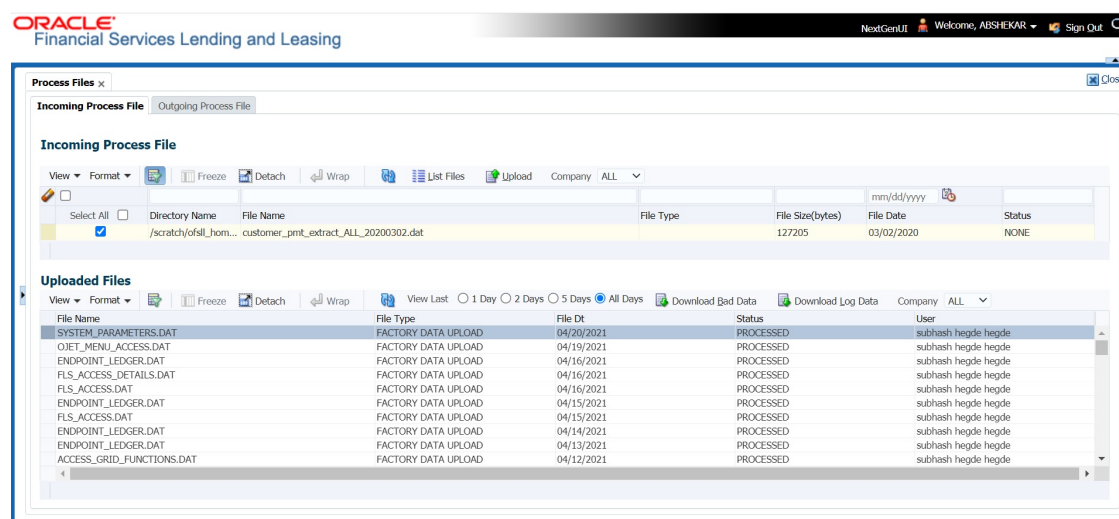 ORACLE
NextGenUI Welcome, ABSHEKAR Sign Out
Financial Services Lending and Leasing
Process Files x Clos
Incoming Process File Outgoing Process File
Incoming Process File
View Format Freeze Detach Wrap List Files Upload Company ALL
mm/dd/yyyy
Select All Directory Name File Name File Type File Size(bytes) File Date Status
/scratch/ofsll_hom... customer_pmt_extract_ALL_20200302.dat 127205 03/02/2020 NONE
Uploaded Files
View Format Freeze Detach Wrap View Last 1 Day 2 Days 5 Days All Days Download Bad Data Download Log Data Company ALL
File Name File Type File Dt Status User
SYSTEM_PARAMETERS.DAT FACTORY DATA UPLOAD 04/20/2021 PROCESSED subhash hegde hegde
OJET_MENU_ACCESS.DAT FACTORY DATA UPLOAD 04/19/2021 PROCESSED subhash hegde hegde
ENDPOINT_LEDGER.DAT FACTORY DATA UPLOAD 04/16/2021 PROCESSED subhash hegde hegde
FLS_ACCESS_DETAILS.DAT FACTORY DATA UPLOAD 04/16/2021 PROCESSED subhash hegde hegde
FLS_ACCESS.DAT FACTORY DATA UPLOAD 04/16/2021 PROCESSED subhash hegde hegde
ENDPOINT_LEDGER.DAT FACTORY DATA UPLOAD 04/15/2021 PROCESSED subhash hegde hegde
FLS_ACCESS.DAT FACTORY DATA UPLOAD 04/15/2021 PROCESSED subhash hegde hegde
ENDPOINT_LEDGER.DAT FACTORY DATA UPLOAD 04/14/2021 PROCESSED subhash hegde hegde
ENDPOINT_LEDGER.DAT FACTORY DATA UPLOAD 04/13/2021 PROCESSED subhash hegde hegde
ACCESS_GRID_FUNCTIONS.DAT FACTORY DATA UPLOAD 04/12/2021 PROCESSED subhash hegde hegde